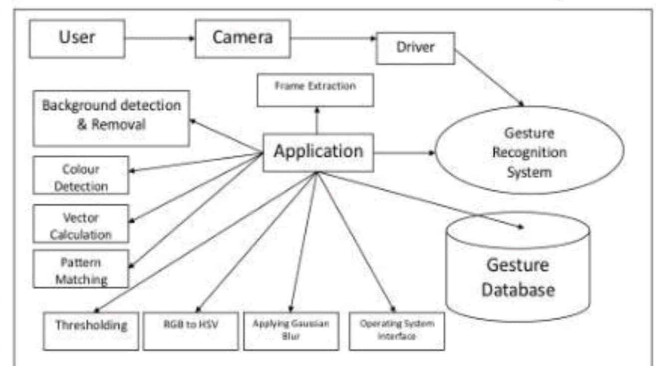 User
Camera
Driver
Frame Extraction
Background detection
& Removal
Application
Gesture
Recognition
System
Colour
Detection
Vector
Calculation
Pattern
Matching
Gesture
Database
Thresholding
RGB to HSV
Applying Gaussian
Blur
Operating System
Interface